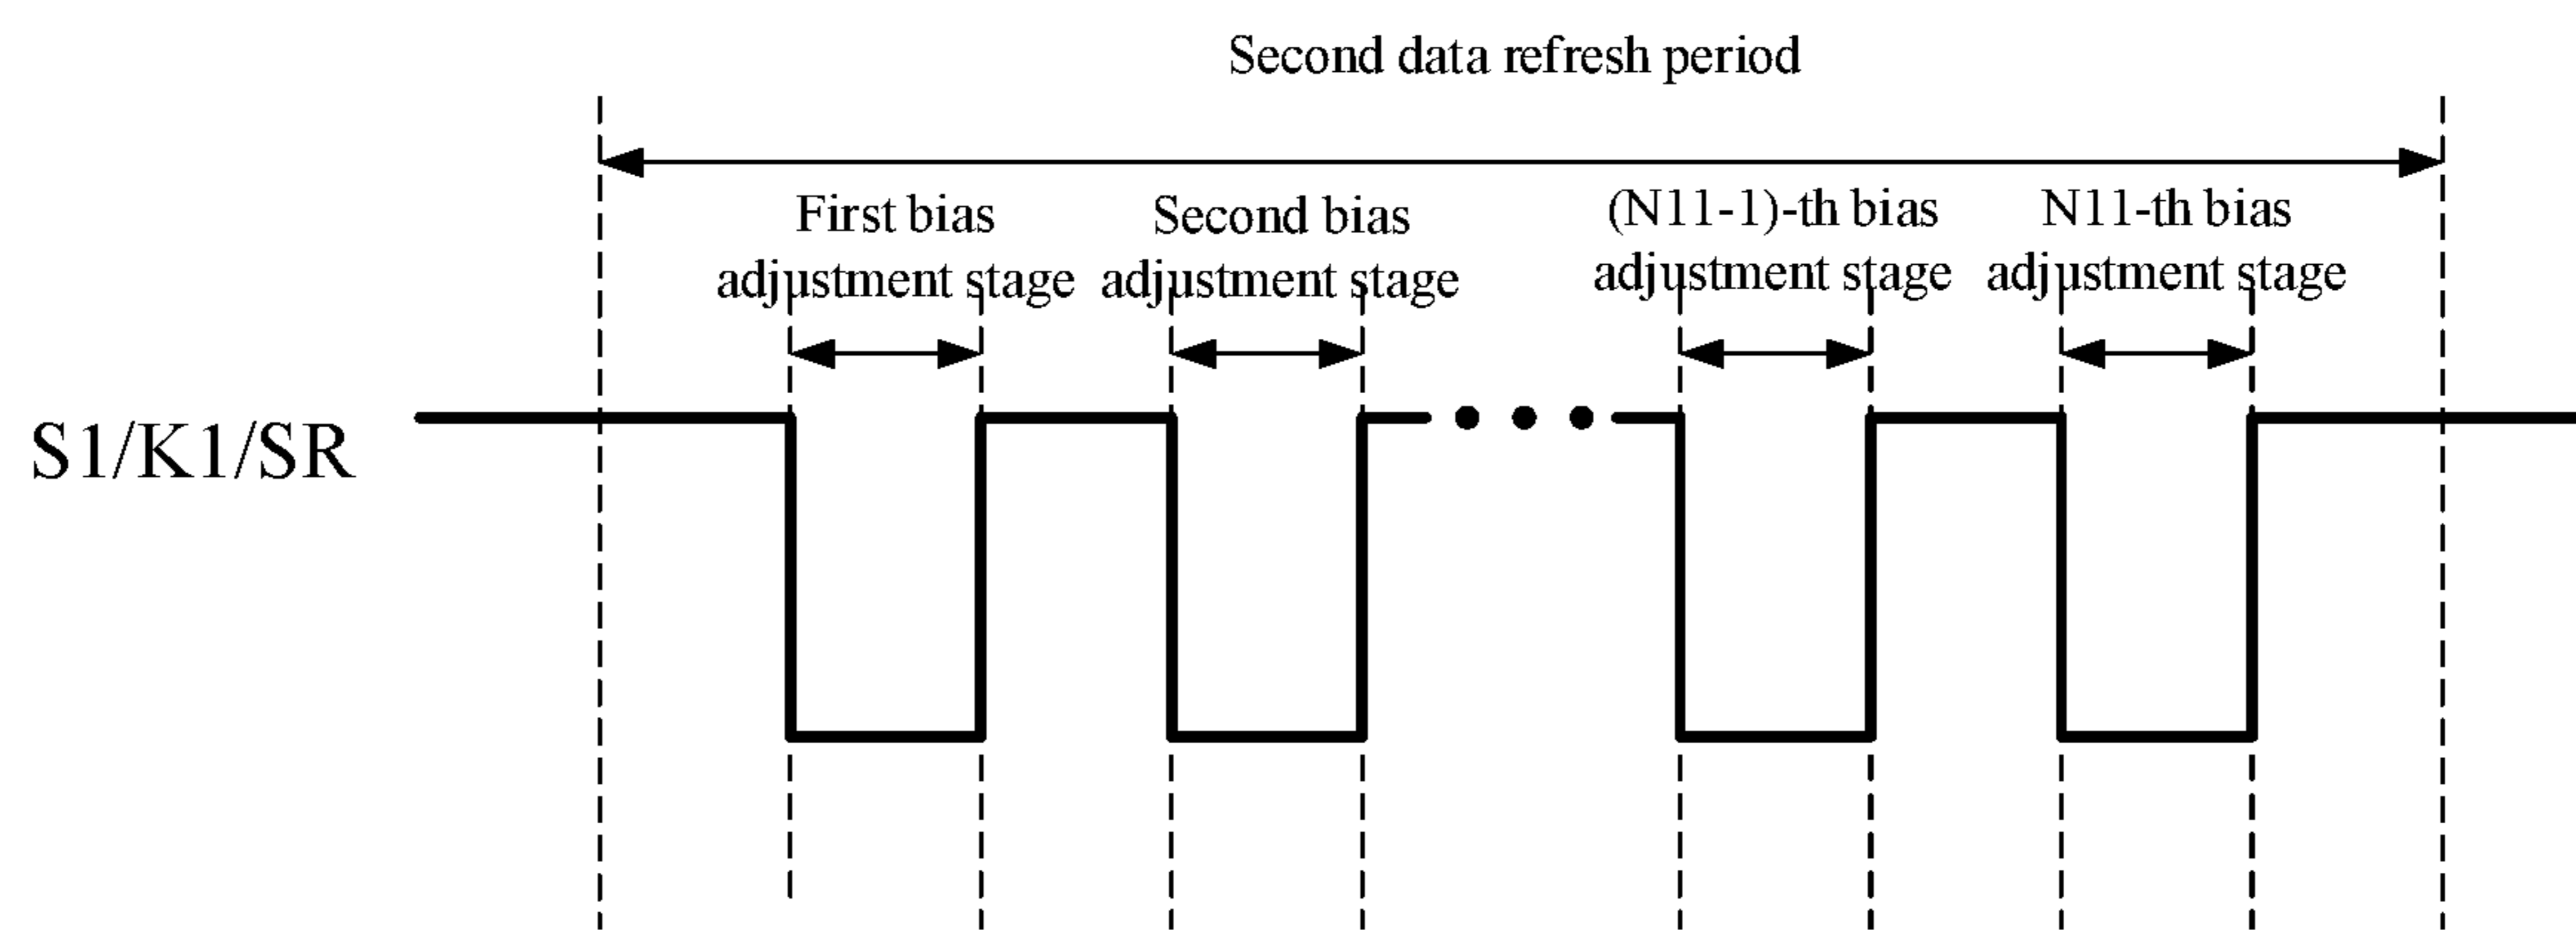 Second data refresh period
First bias
adjustment stage
Second bias
adjustment stage
(N11-1)-th bias
adjustment stage
N11-th bias
adjustment stage
S1/K1/SR